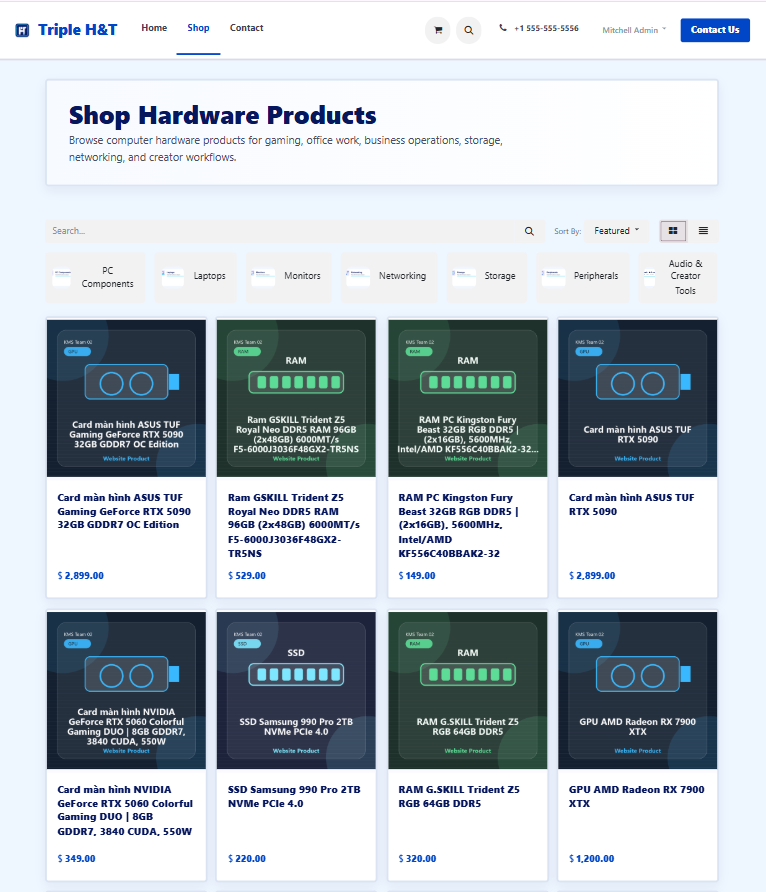 Triple H&T
Home
Shop
Contact
+1 555-555-5556
Mitchell Admin
Contact Us
Shop Hardware Products
Browse computer hardware products for gaming, office work, business operations, storage,
networking, and creator workflows.
Search...
Sort By:
Featured
PC
Components
Laptops
Monitors
Networking
Storage
Peripherals
Audio &
Creator
Tools
KMS Team 02
GPU
Card màn hình ASUS TUF
Gaming GeForce RTX 5090
32GB GDDR7 OC Edition
Website Product
KMS Team 02
RAM
RAM
Ram GSKILL Trident Z5
Royal Neo DDR5 RAM 96GB
(2x48GB) 6000MT/s
F5-6000J3036F48GX2-TR5NS
Website Product
KMS Team 02
RAM
RAM
RAM PC Kingston Fury
Beast 32GB RGB DDR5 |
(2x16GB), 5600MHz,
Intel/AMD KF556C40BBAK2-32...
Website Product
KMS Team 02
GPU
Card màn hình ASUS TUF
RTX 5090
Website Product
Card màn hình ASUS TUF
Gaming GeForce RTX 5090
32GB GDDR7 OC Edition
$ 2,899.00
Ram GSKILL Trident Z5
Royal Neo DDR5 RAM
96GB (2x48GB) 6000MT/s
F5-6000J3036F48GX2-
TR5NS
$ 529.00
RAM PC Kingston Fury
Beast 32GB RGB DDR5 |
(2x16GB), 5600MHz,
Intel/AMD
KF556C40BBAK2-32
$ 149.00
Card màn hình ASUS TUF
RTX 5090
$ 2,899.00
KMS Team 02
GPU
Card màn hình NVIDIA
GeForce RTX 5060 Colorful
Gaming DUO | 8GB GDDR7,
3840 CUDA, 550W
Website Product
KMS Team 02
SSD
SSD
SSD Samsung 990 Pro 2TB
NVMe PCIe 4.0
Website Product
KMS Team 02
RAM
RAM
RAM G.SKILL Trident Z5
RGB 64GB DDR5
Website Product
KMS Team 02
GPU
GPU AMD Radeon RX 7900
XTX
Website Product
Card màn hình NVIDIA
GeForce RTX 5060 Colorful
Gaming DUO | 8GB
GDDR7, 3840 CUDA, 550W
$ 349.00
SSD Samsung 990 Pro 2TB
NVMe PCIe 4.0
$ 220.00
RAM G.SKILL Trident Z5
RGB 64GB DDR5
$ 320.00
GPU AMD Radeon RX 7900
XTX
$ 1,200.00